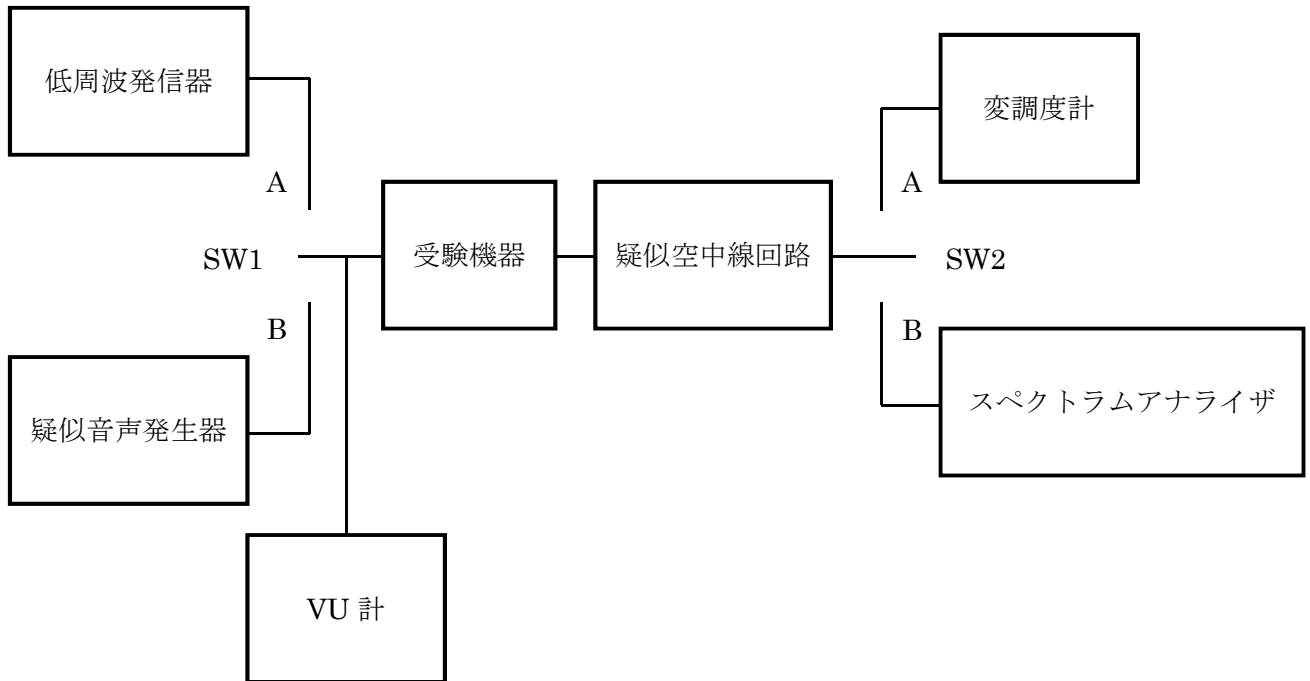 低周波発信器
変調度計
A
A
SW1
受験機器
疑似空中線回路
SW2
B
B
疑似音声発生器
スペクトラムアナライザ
VU 計